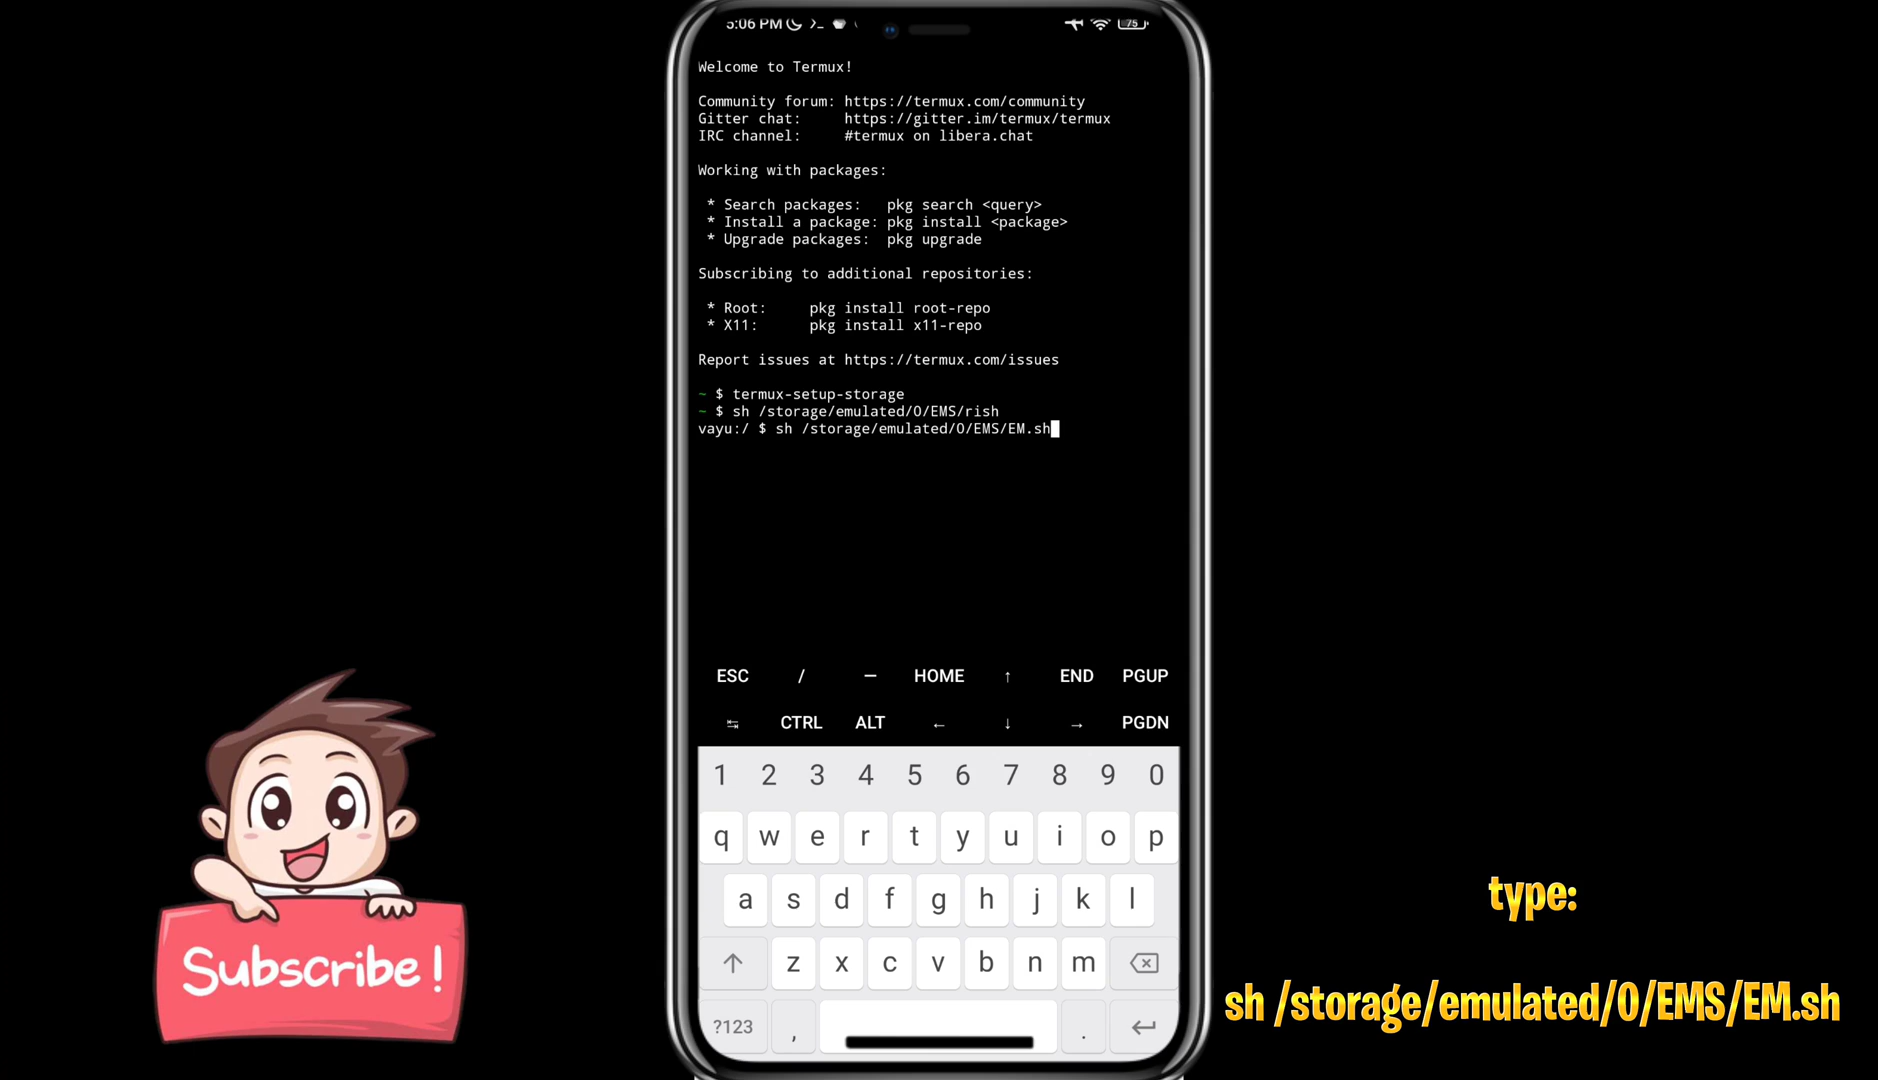 5:06 PM
75
Welcome to Termux!
Community forum: https://termux.com/community
Gitter chat: https://gitter.im/termux/termux
IRC channel: #termux on libera.chat
Working with packages:
* Search packages: pkg search <query>
* Install a package: pkg install <package>
* Upgrade packages: pkg upgrade
Subscribing to additional repositories:
* Root: pkg install root-repo
* X11: pkg install x11-repo
Report issues at https://termux.com/issues
~ $ termux-setup-storage
~ $ sh /storage/emulated/0/EMS/rish
vayu:/ $ sh /storage/emulated/0/EMS/EM.sh
ESC / — HOME ↑ END PGUP
↹ CTRL ALT ← ↓ → PGDN
1 2 3 4 5 6 7 8 9 0
q w e r t y u i o p
a s d f g h j k l
z x c v b n m
?123 , .
Subscribe!
type:
sh /storage/emulated/0/EMS/EM.sh